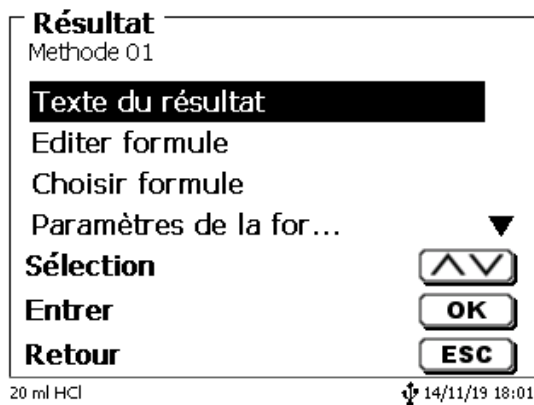 Résultat
Methode 01
Texte du résultat
Editer formule
Choisir formule
Paramètres de la for...
Sélection
Entrer OK
Retour ESC
20 ml HCl 14/11/19 18:01